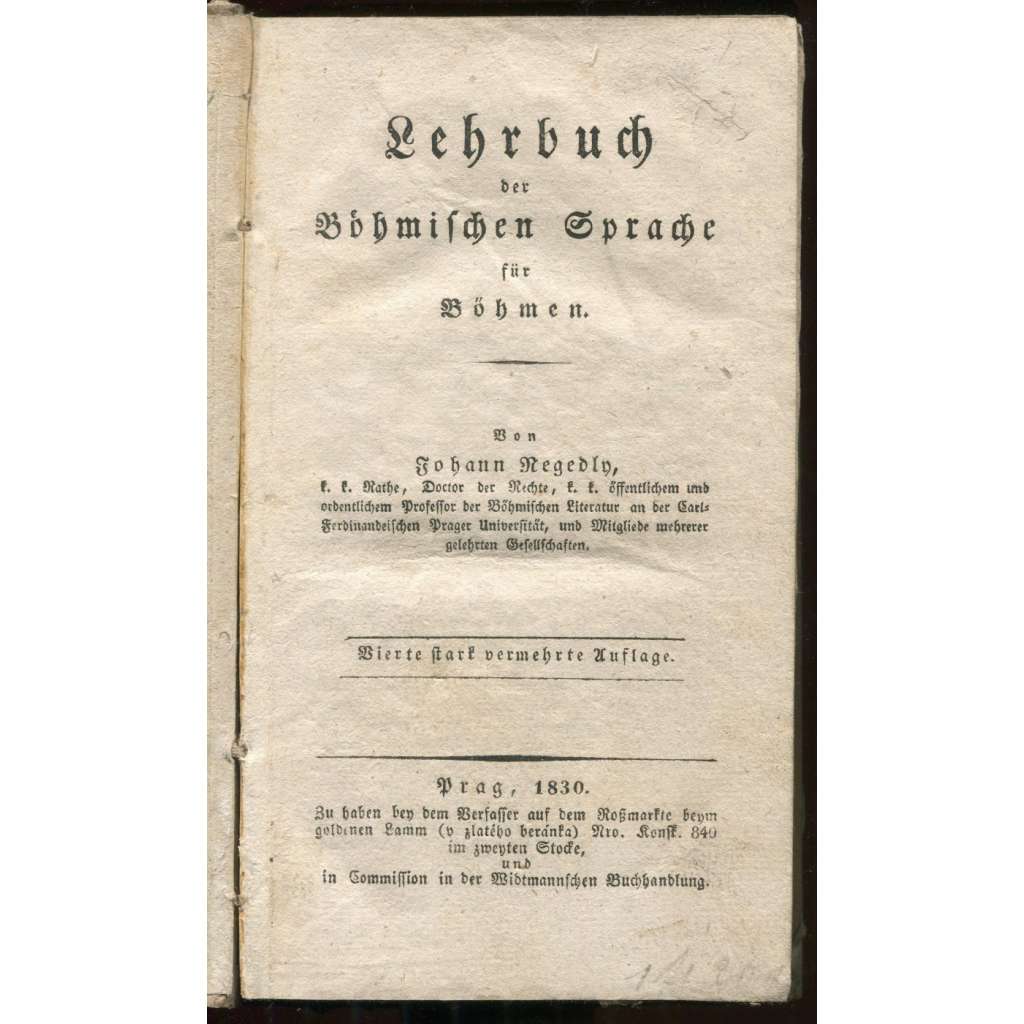 Lehrbuch
der
Böhmischen Sprache
für
Böhmen.
Von
Johann Negedly,
k. k. Rathe, Doctor der Rechte, k. k. öffentlichem und
ordentlichem Professor der Böhmischen Literatur an der Carl-
Ferdinandeischen Prager Universität, und Mitgliede mehrerer
gelehrten Gesellschaften.
Vierte stark vermehrte Auflage.
Prag, 1830.
Zu haben bey dem Verfasser auf dem Roßmarkte beym
goldenen Lamm (v zlatého beránka) Nro. Konsk. 840
im zweyten Stocke,
und
in Commission in der Widtmannschen Buchhandlung.